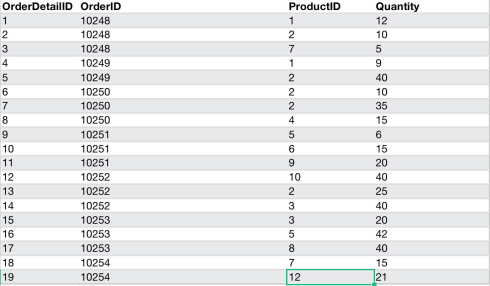 OrderDetailID OrderID ProductID Quantity
1 10248 1 12
2 10248 2 10
3 10248 7 5
4 10249 1 9
5 10249 2 40
6 10250 2 10
7 10250 2 35
8 10250 4 15
9 10251 5 6
10 10251 6 15
11 10251 9 20
12 10252 10 40
13 10252 2 25
14 10252 3 40
15 10253 3 20
16 10253 5 42
17 10253 8 40
18 10254 7 15
19 10254 12 21